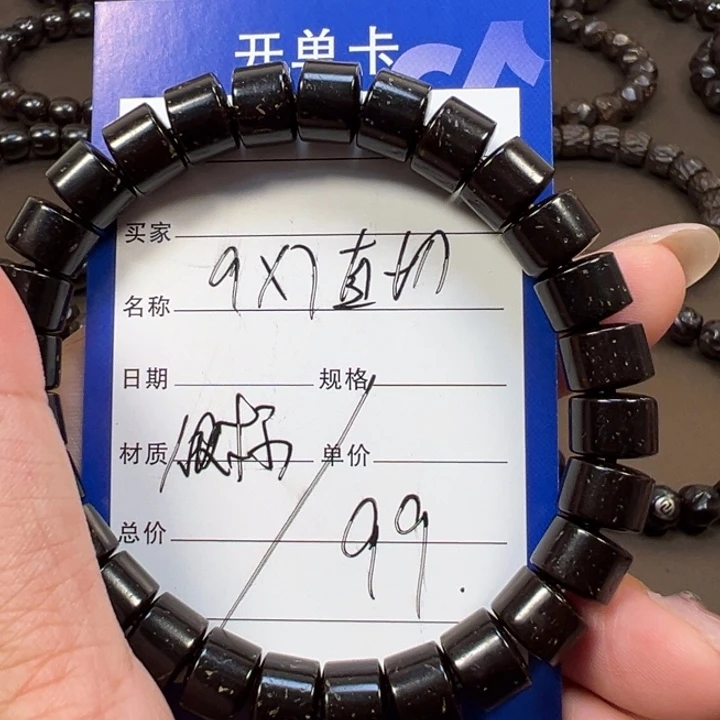 开单卡
买家
名称 9X7直切
日期 规格
材质 单价
总价 99.